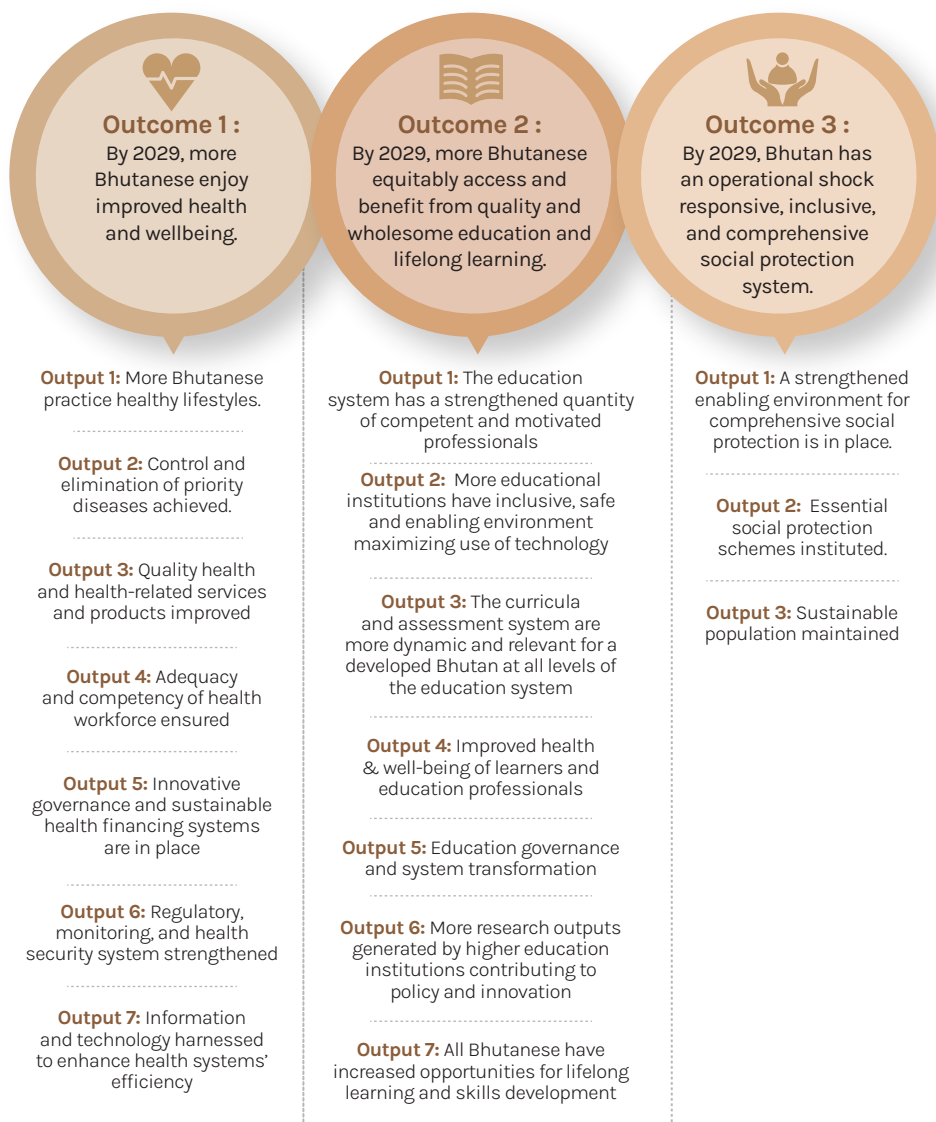 Outcome 1 :
By 2029, more
Bhutanese enjoy
improved health
and wellbeing.
Output 1: More Bhutanese
practice healthy lifestyles.
Output 2: Control and
elimination of priority
diseases achieved.
Output 3: Quality health
and health-related services
and products improved
Output 4: Adequacy
and competency of health
workforce ensured
Output 5: Innovative
governance and sustainable
health financing systems
are in place
Output 6: Regulatory,
monitoring, and health
security system strengthened
Output 7: Information
and technology harnessed
to enhance health systems’
efficiency
Outcome 2 :
By 2029, more Bhutanese
equitably access and
benefit from quality and
wholesome education and
lifelong learning.
Output 1: The education
system has a strengthened quantity
of competent and motivated
professionals
Output 2: More educational
institutions have inclusive, safe
and enabling environment
maximizing use of technology
Output 3: The curricula
and assessment system are
more dynamic and relevant for a
developed Bhutan at all levels of
the education system
Output 4: Improved health
& well-being of learners and
education professionals
Output 5: Education governance
and system transformation
Output 6: More research outputs
generated by higher education
institutions contributing to
policy and innovation
Output 7: All Bhutanese have
increased opportunities for lifelong
learning and skills development
Outcome 3 :
By 2029, Bhutan has
an operational shock
responsive, inclusive,
and comprehensive
social protection
system.
Output 1: A strengthened
enabling environment for
comprehensive social
protection is in place.
Output 2: Essential
social protection
schemes instituted.
Output 3: Sustainable
population maintained